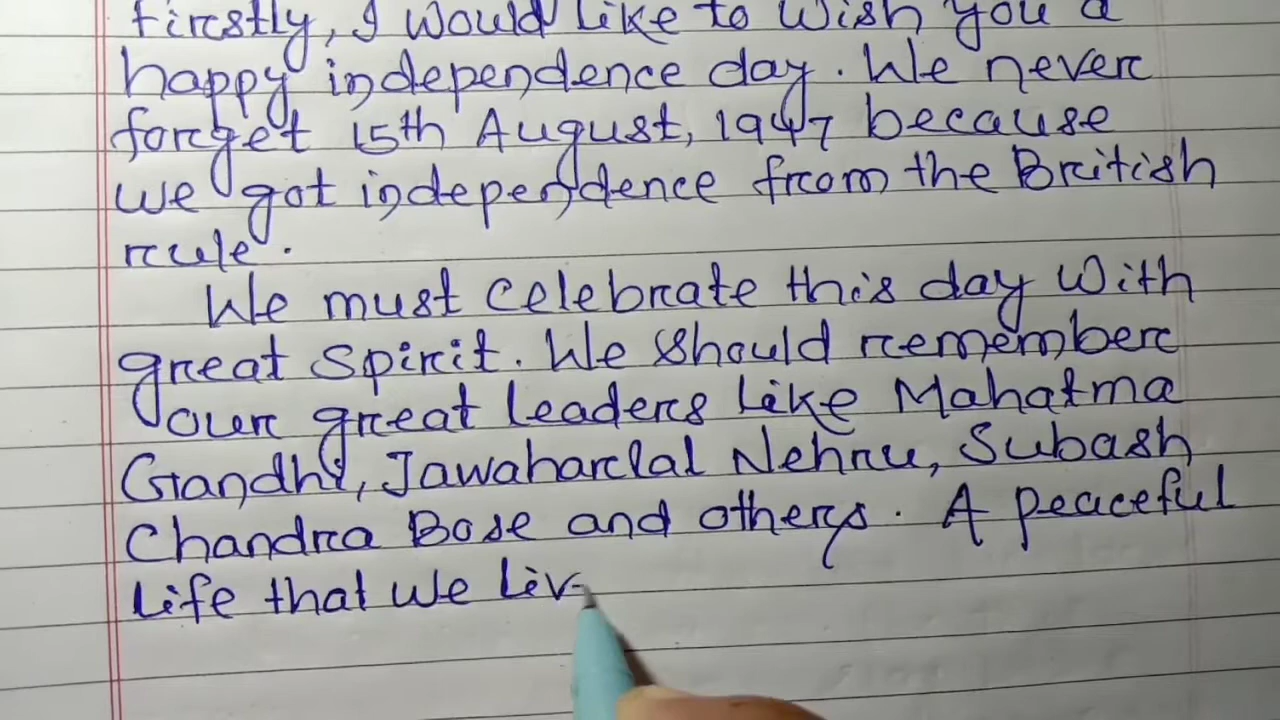 Firstly, I would like to wish you a
happy independence day. We never
forget 15th August, 1947 because
we got independence from the British
rule.
We must celebrate this day with
great spirit. We should remember
our great leaders like Mahatma
Gandhi, Jawaharlal Nehru, Subash
Chandra Bose and others. A peaceful
life that we liv